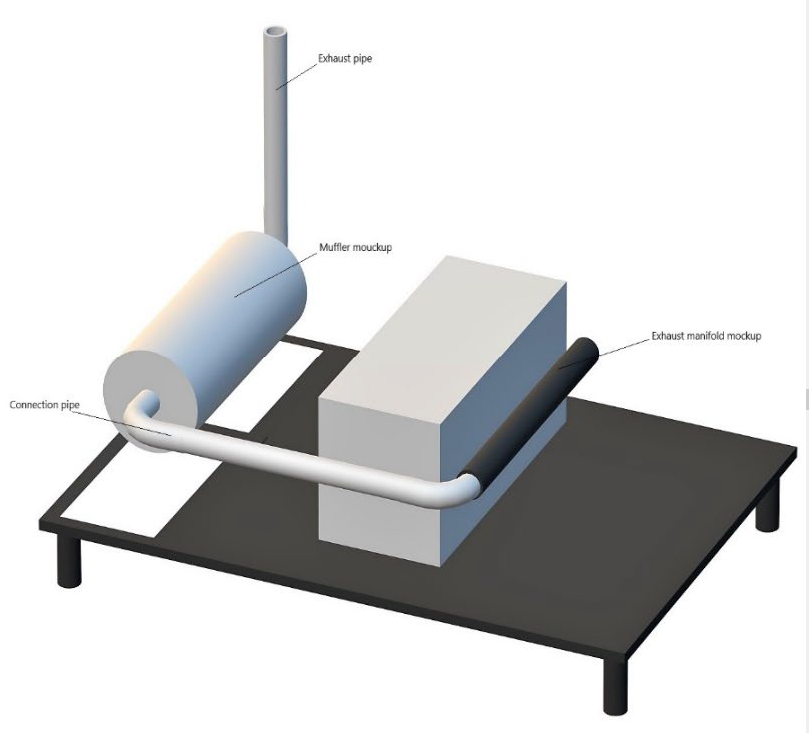 Exhaust pipe
Muffler mouckup
Exhaust manifold mockup
Connection pipe